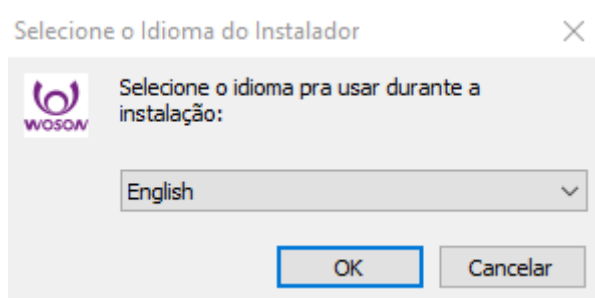 Selecione o Idioma do Instalador
Selecione o idioma pra usar durante a
instalação:
WOSON
English
OK
Cancelar